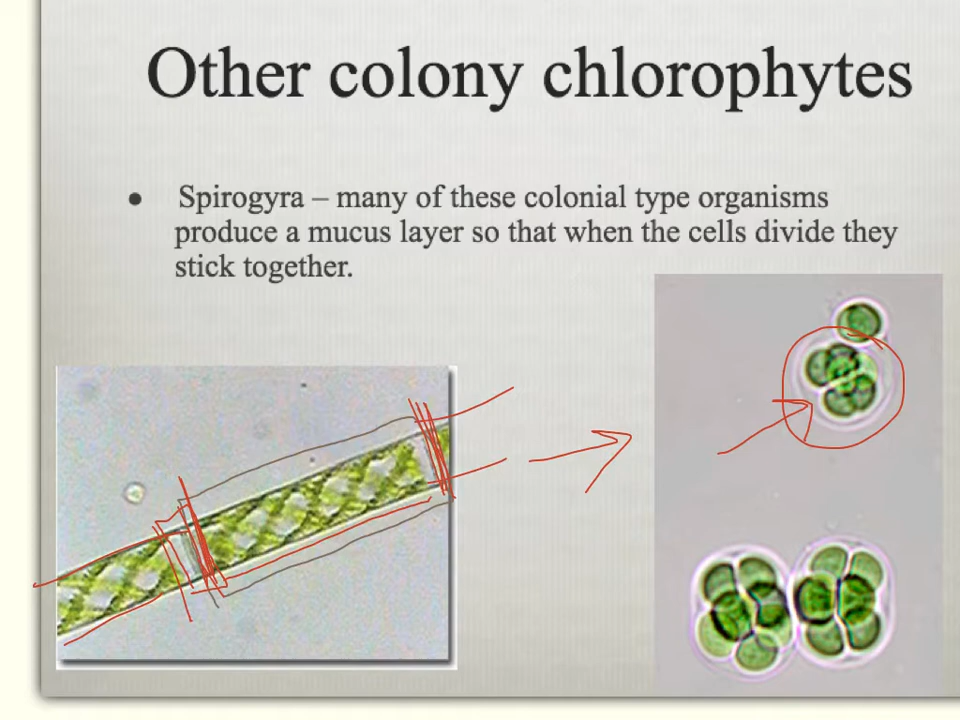 Other colony chlorophytes
• Spirogyra – many of these colonial type organisms
produce a mucus layer so that when the cells divide they
stick together.